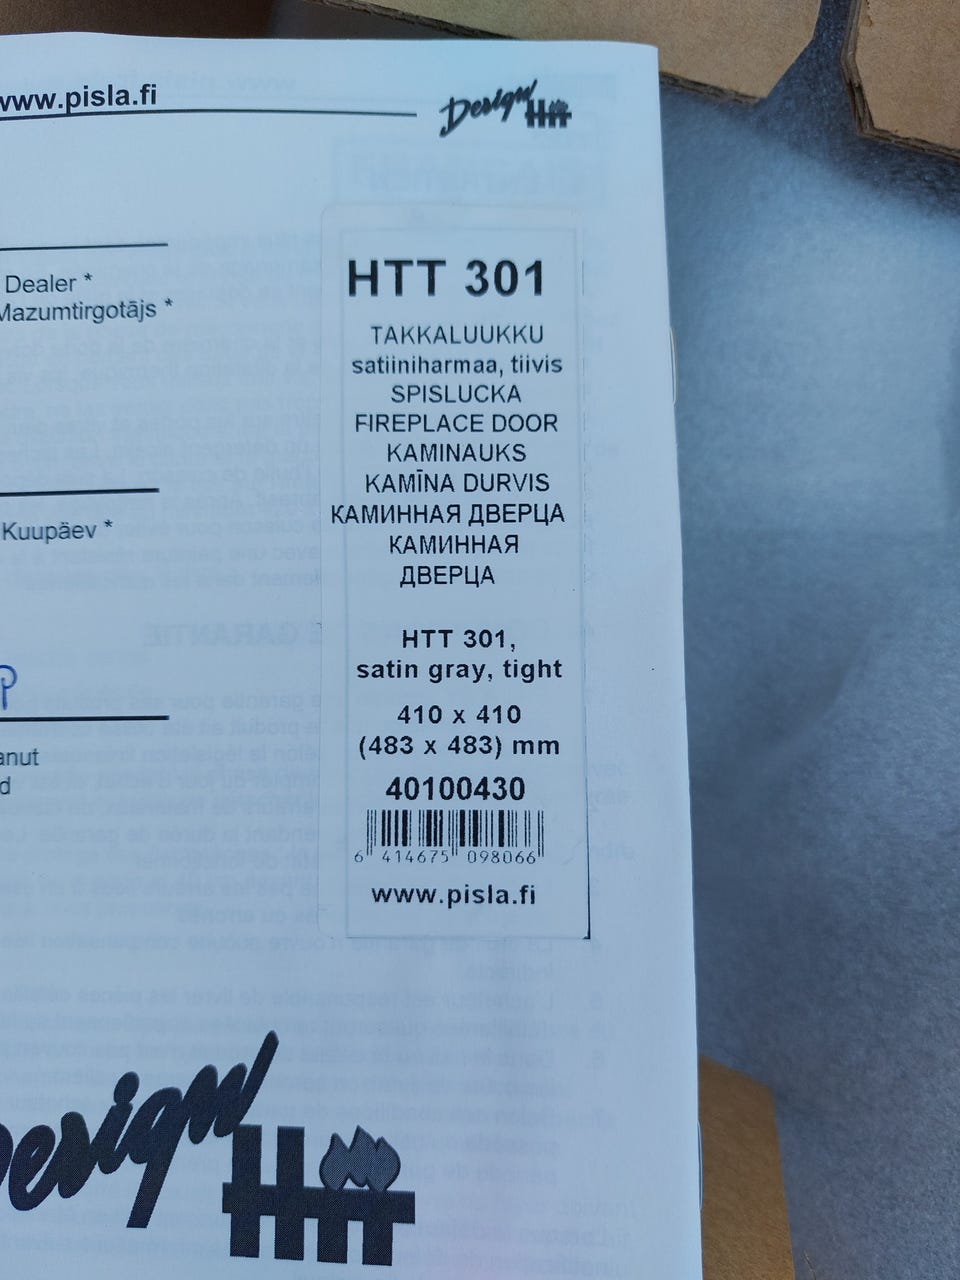 www.pisla.fi
Design
Dealer *
Mazumtirgotājs *
Kuupäev *
HTT 301
TAKKALUUKKU
satiiniharmaa, tiivis
SPISLUCKA
FIREPLACE DOOR
KAMINAUKS
KAMĪNA DURVIS
КАМИННАЯ ДВЕРЦА
КАМИННАЯ
ДВЕРЦА
HTT 301,
satin gray, tight
410 x 410
(483 x 483) mm
40100430
6 414675 098066
www.pisla.fi
Design